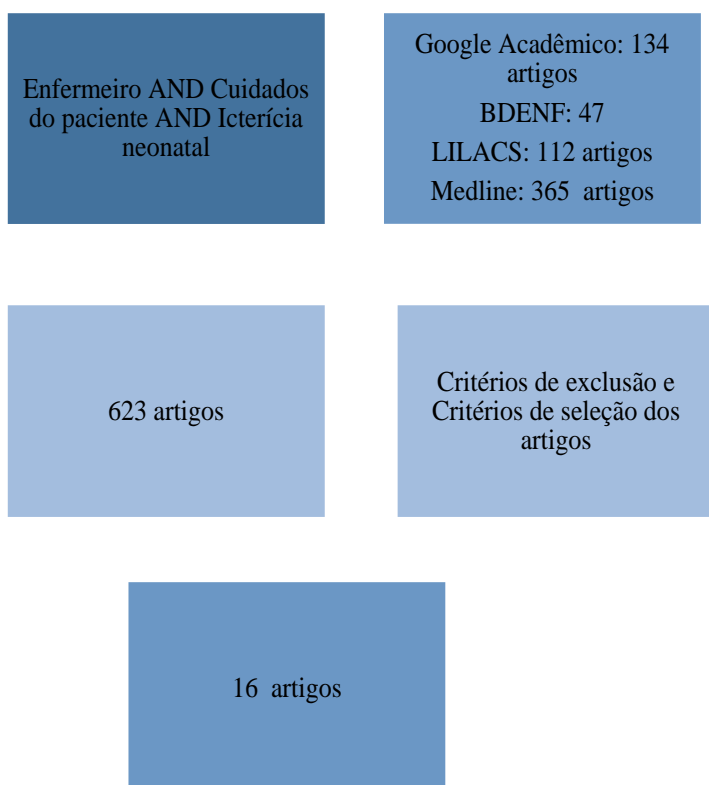 Enfermeiro AND Cuidados
do paciente AND Icterícia
neonatal
Google Acadêmico: 134
artigos
BDENF: 47
LILACS: 112 artigos
Medline: 365 artigos
623 artigos
Critérios de exclusão e
Critérios de seleção dos
artigos
16 artigos